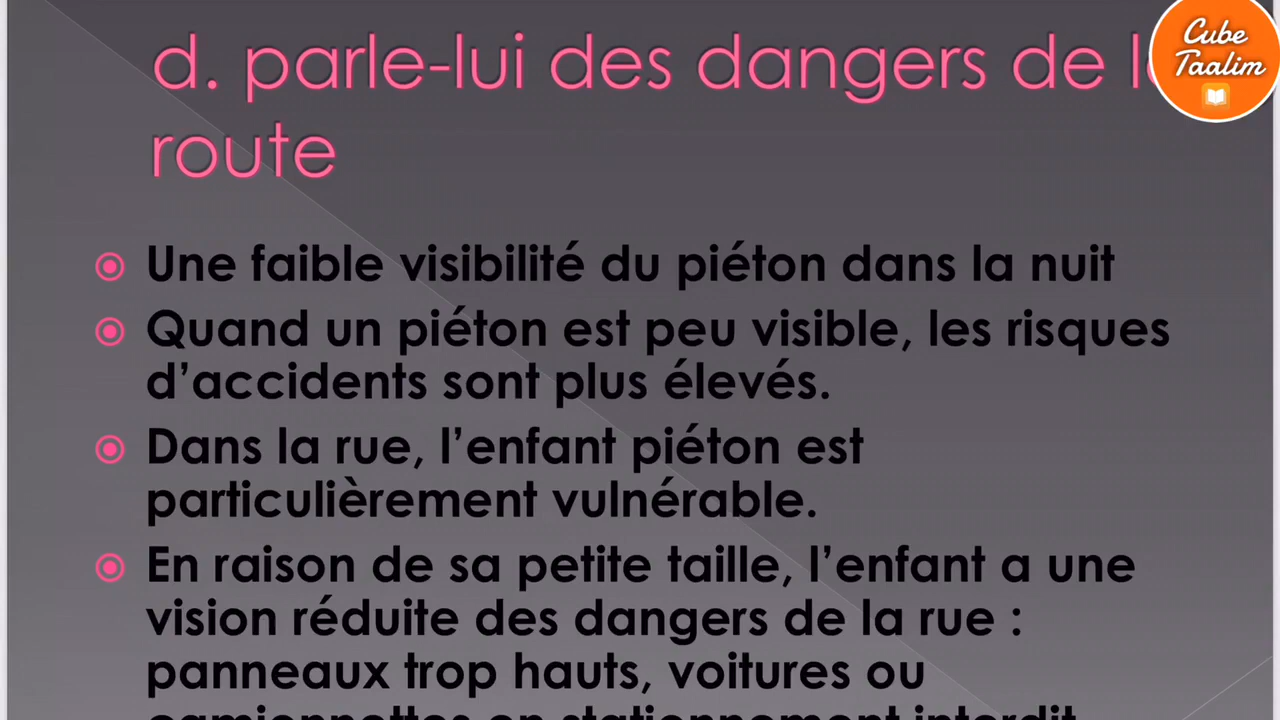 d. parle-lui des dangers de
route
Cube
Taalim
Une faible visibilité du piéton dans la nuit
Quand un piéton est peu visible, les risques
d’accidents sont plus élevés.
Dans la rue, l’enfant piéton est
particulièrement vulnérable.
En raison de sa petite taille, l’enfant a une
vision réduite des dangers de la rue :
panneaux trop hauts, voitures ou
camionnettes en stationnement interdit